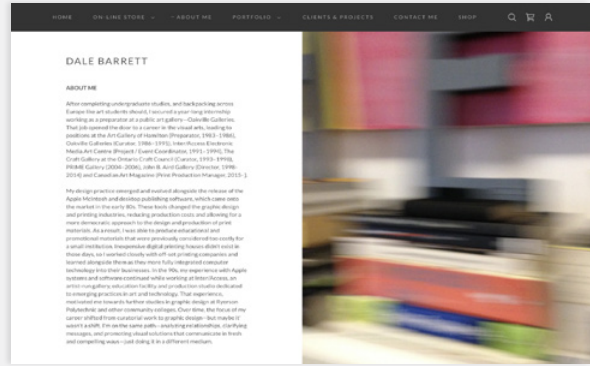 HOME ON-LINE STORE ABOUT ME PORTFOLIO CLIENTS & PROJECTS CONTACT ME SHOP
DALE BARRETT
ABOUT ME
After completing undergraduate studies, and backpacking across
Europe like art students should, I secured a year-long internship
working as a preparator at a public art gallery - Oakville Galleries.
That job opened the door to a career in the visual arts, leading to
positions at the Art Gallery of Hamilton (Preparator, 1983 - 1986),
Oakville Galleries (Curator, 1986 - 1991), Inter/Access Electronic
Media Art Centre (Project / Event Coordinator, 1991 - 1994), The
Craft Gallery at the Ontario Craft Council (Curator, 1993 - 1998),
PRIME Gallery (2004 - 2006), John B. Aird Gallery (Director, 1998-
2014) and Canadian Art Magazine (Print Production Manager, 2015- ).
My design practice emerged and evolved alongside the release of the
Apple Mcintosh and desktop publishing software, which came onto
the market in the early 80s. These tools changed the graphic design
and printing industries, reducing production costs and allowing for a
more democratic approach to the design and production of print
materials. As a result, I was able to produce educational and
promotional materials that were previously considered too costly for
a small institution. Inexpensive digital printing houses didn't exist in
those days, so I worked closely with off-set printing companies and
learned alongside them as they more fully integrated computer
technology into their businesses. In the 90s, my experience with Apple
systems and software continued while working at Inter/Access, an
artist-run gallery, education facility and production studio dedicated
to emerging practices in art and technology. That experience,
motivated me towards further studies in graphic design at Ryerson
Polytechnic and other community colleges. Over time, the focus of my
career shifted from curatorial work to graphic design - but maybe it
wasn't a shift. I'm on the same path - analyzing relationships, clarifying
messages, and promoting visual solutions that communicate in fresh
and compelling ways - just doing it in a different medium.